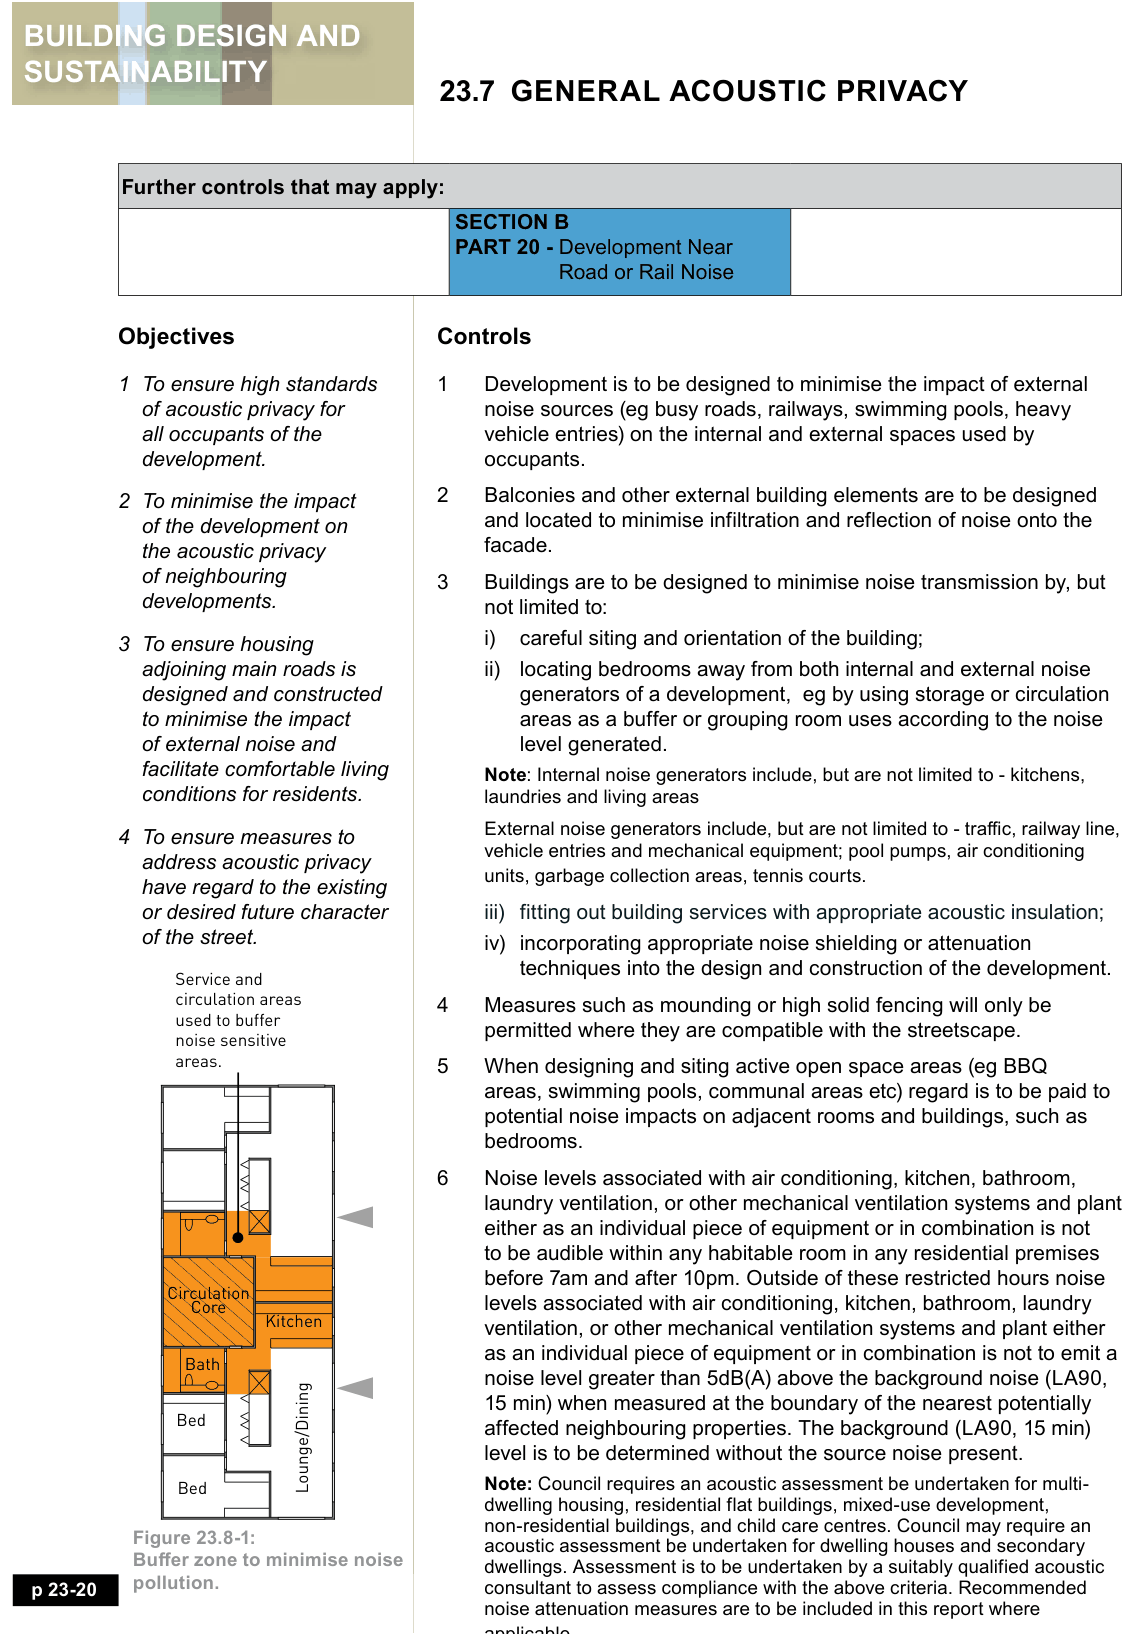 BUILDING DESIGN AND
SUSTAINABILITY
23.7 GENERAL ACOUSTIC PRIVACY
Further controls that may apply:
SECTION B
PART 20 - Development Near
Road or Rail Noise
Objectives
1 To ensure high standards
of acoustic privacy for
all occupants of the
development.
2 To minimise the impact
of the development on
the acoustic privacy
of neighbouring
developments.
3 To ensure housing
adjoining main roads is
designed and constructed
to minimise the impact
of external noise and
facilitate comfortable living
conditions for residents.
4 To ensure measures to
address acoustic privacy
have regard to the existing
or desired future character
of the street.
Service and
circulation areas
used to buffer
noise sensitive
areas.
Circulation
Core
Kitchen
Bath
Bed
Bed
Lounge/Dining
Figure 23.8-1:
Buffer zone to minimise noise
pollution.
p 23-20
Controls
1 Development is to be designed to minimise the impact of external
noise sources (eg busy roads, railways, swimming pools, heavy
vehicle entries) on the internal and external spaces used by
occupants.
2 Balconies and other external building elements are to be designed
and located to minimise infiltration and reflection of noise onto the
facade.
3 Buildings are to be designed to minimise noise transmission by, but
not limited to:
i) careful siting and orientation of the building;
ii) locating bedrooms away from both internal and external noise
generators of a development, eg by using storage or circulation
areas as a buffer or grouping room uses according to the noise
level generated.
Note: Internal noise generators include, but are not limited to - kitchens,
laundries and living areas
External noise generators include, but are not limited to - traffic, railway line,
vehicle entries and mechanical equipment; pool pumps, air conditioning
units, garbage collection areas, tennis courts.
iii) fitting out building services with appropriate acoustic insulation;
iv) incorporating appropriate noise shielding or attenuation
techniques into the design and construction of the development.
4 Measures such as mounding or high solid fencing will only be
permitted where they are compatible with the streetscape.
5 When designing and siting active open space areas (eg BBQ
areas, swimming pools, communal areas etc) regard is to be paid to
potential noise impacts on adjacent rooms and buildings, such as
bedrooms.
6 Noise levels associated with air conditioning, kitchen, bathroom,
laundry ventilation, or other mechanical ventilation systems and plant
either as an individual piece of equipment or in combination is not
to be audible within any habitable room in any residential premises
before 7am and after 10pm. Outside of these restricted hours noise
levels associated with air conditioning, kitchen, bathroom, laundry
ventilation, or other mechanical ventilation systems and plant either
as an individual piece of equipment or in combination is not to emit a
noise level greater than 5dB(A) above the background noise (LA90,
15 min) when measured at the boundary of the nearest potentially
affected neighbouring properties. The background (LA90, 15 min)
level is to be determined without the source noise present.
Note: Council requires an acoustic assessment be undertaken for multi-
dwelling housing, residential flat buildings, mixed-use development,
non-residential buildings, and child care centres. Council may require an
acoustic assessment be undertaken for dwelling houses and secondary
dwellings. Assessment is to be undertaken by a suitably qualified acoustic
consultant to assess compliance with the above criteria. Recommended
noise attenuation measures are to be included in this report where
applicable